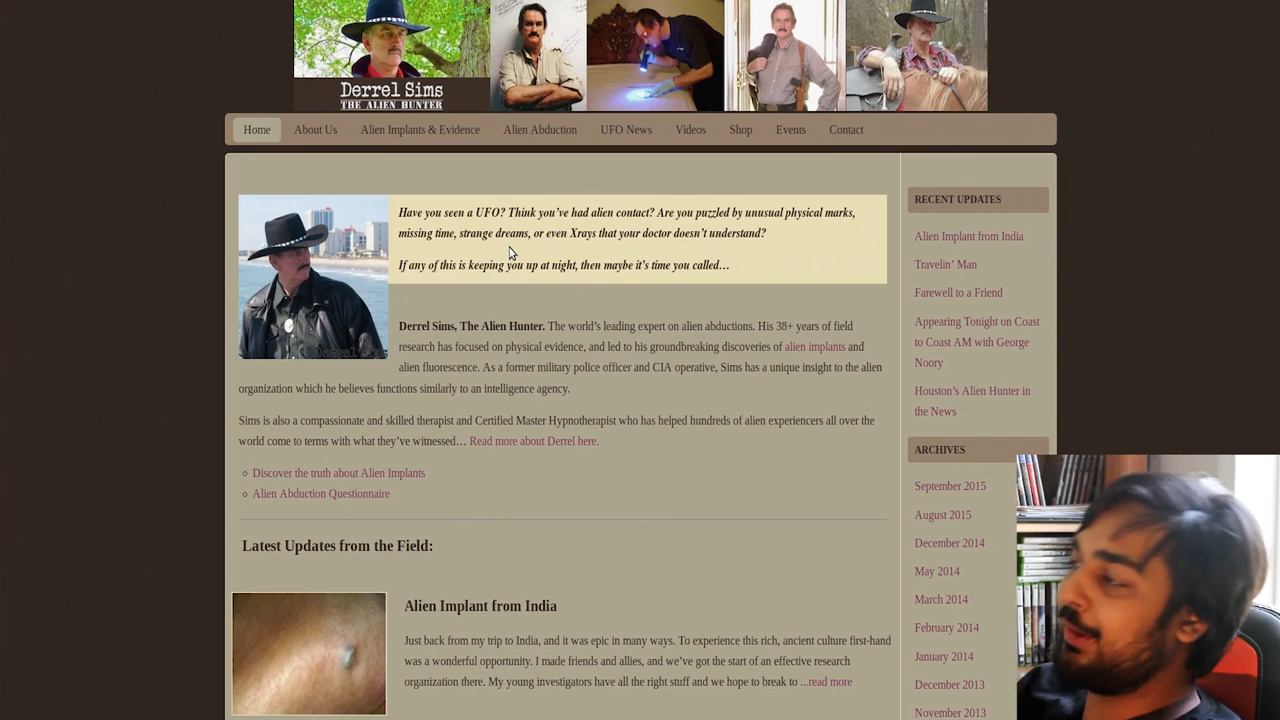 Derrel Sims
THE ALIEN HUNTER
Home About Us Alien Implants & Evidence Alien Abduction UFO News Videos Shop Events Contact
Have you seen a UFO? Think you've had alien contact? Are you puzzled by unusual physical marks,
missing time, strange dreams, or even Xrays that your doctor doesn't understand?
If any of this is keeping you up at night, then maybe it's time you called…
Derrel Sims
Derrel Sims, The Alien Hunter. The world's leading expert on alien abductions. His 38+ years of field
research has focused on physical evidence, and led to his groundbreaking discoveries of alien implants and
alien fluorescence. As a former military police officer and CIA operative, Sims has a unique insight to the alien
organization which he believes functions similarly to an intelligence agency.
Sims is also a compassionate and skilled therapist and Certified Master Hypnotherapist who has helped hundreds of alien experiencers all over the
world come to terms with what they've witnessed… Read more about Derrel here.
Discover the truth about Alien Implants
Alien Abduction Questionnaire
Latest Updates from the Field:
Alien Implant from India
Just back from my trip to India, and it was epic in many ways. To experience this rich, ancient culture first-hand
was a wonderful opportunity. I made friends and allies, and we've got the start of an effective research
organization there. My young investigators have all the right stuff and we hope to break to ...read more
RECENT UPDATES
Alien Implant from India
Travelin' Man
Farewell to a Friend
Appearing Tonight on Coast
to Coast AM with George
Noory
Houston's Alien Hunter in
the News
ARCHIVES
September 2015
August 2015
December 2014
May 2014
March 2014
February 2014
January 2014
December 2013
November 2013